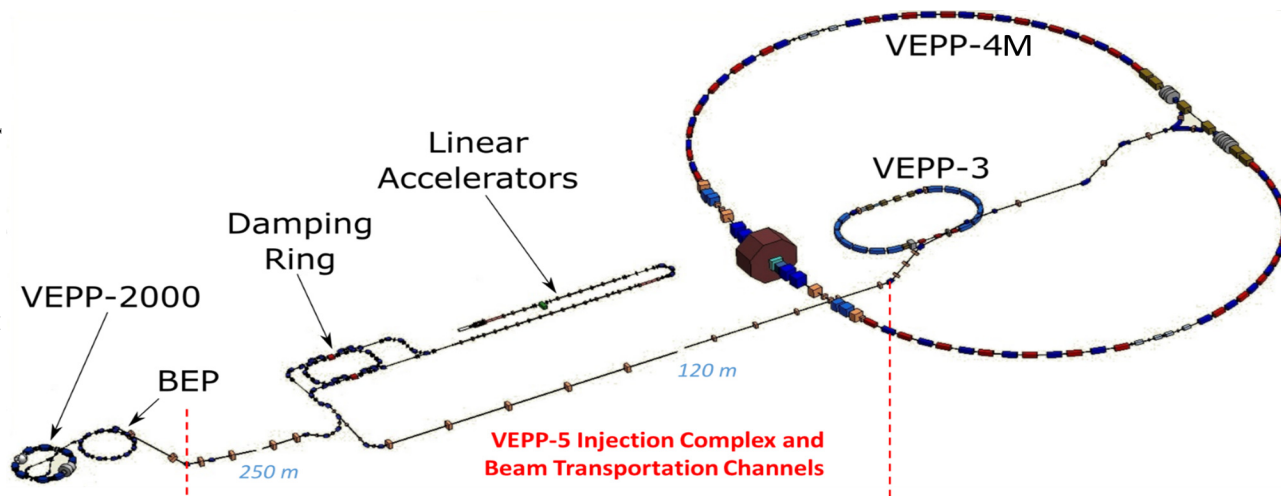 VEPP-4M
Linear
Accelerators
VEPP-3
Damping
Ring
VEPP-2000
BEP
120 m
250 m
VEPP-5 Injection Complex and
Beam Transportation Channels